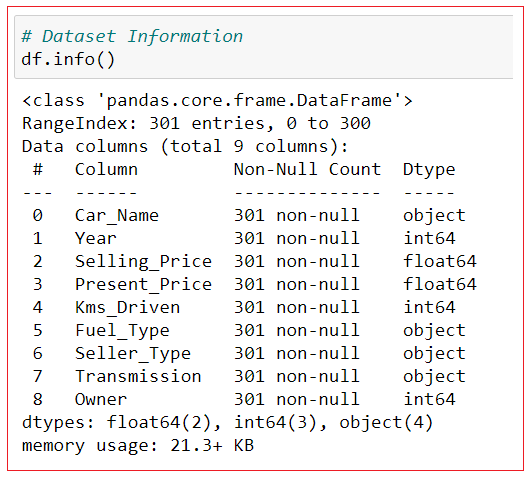 # Dataset Information
df.info()
<class 'pandas.core.frame.DataFrame'>
RangeIndex: 301 entries, 0 to 300
Data columns (total 9 columns):
 #   Column         Non-Null Count  Dtype
---  ------         --------------  -----
 0   Car_Name       301 non-null    object
 1   Year           301 non-null    int64
 2   Selling_Price  301 non-null    float64
 3   Present_Price  301 non-null    float64
 4   Kms_Driven     301 non-null    int64
 5   Fuel_Type      301 non-null    object
 6   Seller_Type    301 non-null    object
 7   Transmission   301 non-null    object
 8   Owner          301 non-null    int64
dtypes: float64(2), int64(3), object(4)
memory usage: 21.3+ KB